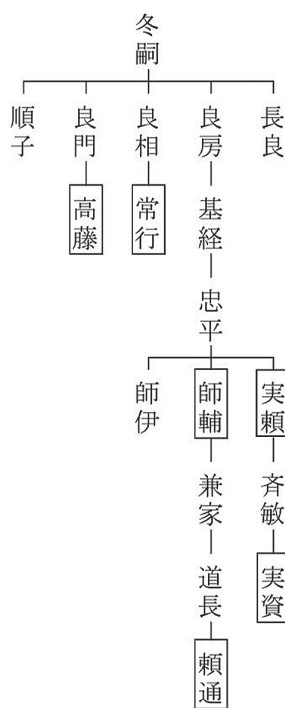 冬嗣
長良
良房
基経
忠平
実頼
斉敏
実資
師輔
兼家
道長
頼通
師伊
良相
常行
良門
高藤
順子